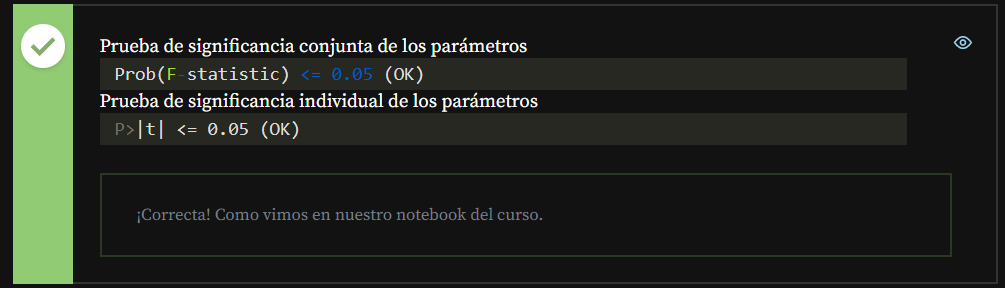 Prueba de significancia conjunta de los parámetros
Prob(F-statistic) <= 0.05 (OK)
Prueba de significancia individual de los parámetros
P>|t| <= 0.05 (OK)
¡Correcta! Como vimos en nuestro notebook del curso.